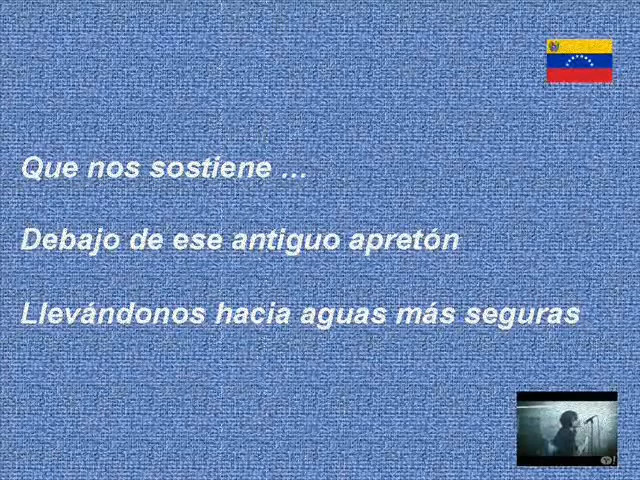 Que nos sostiene ...
Debajo de ese antiguo apretón
Llevándonos hacia aguas más seguras
Y!